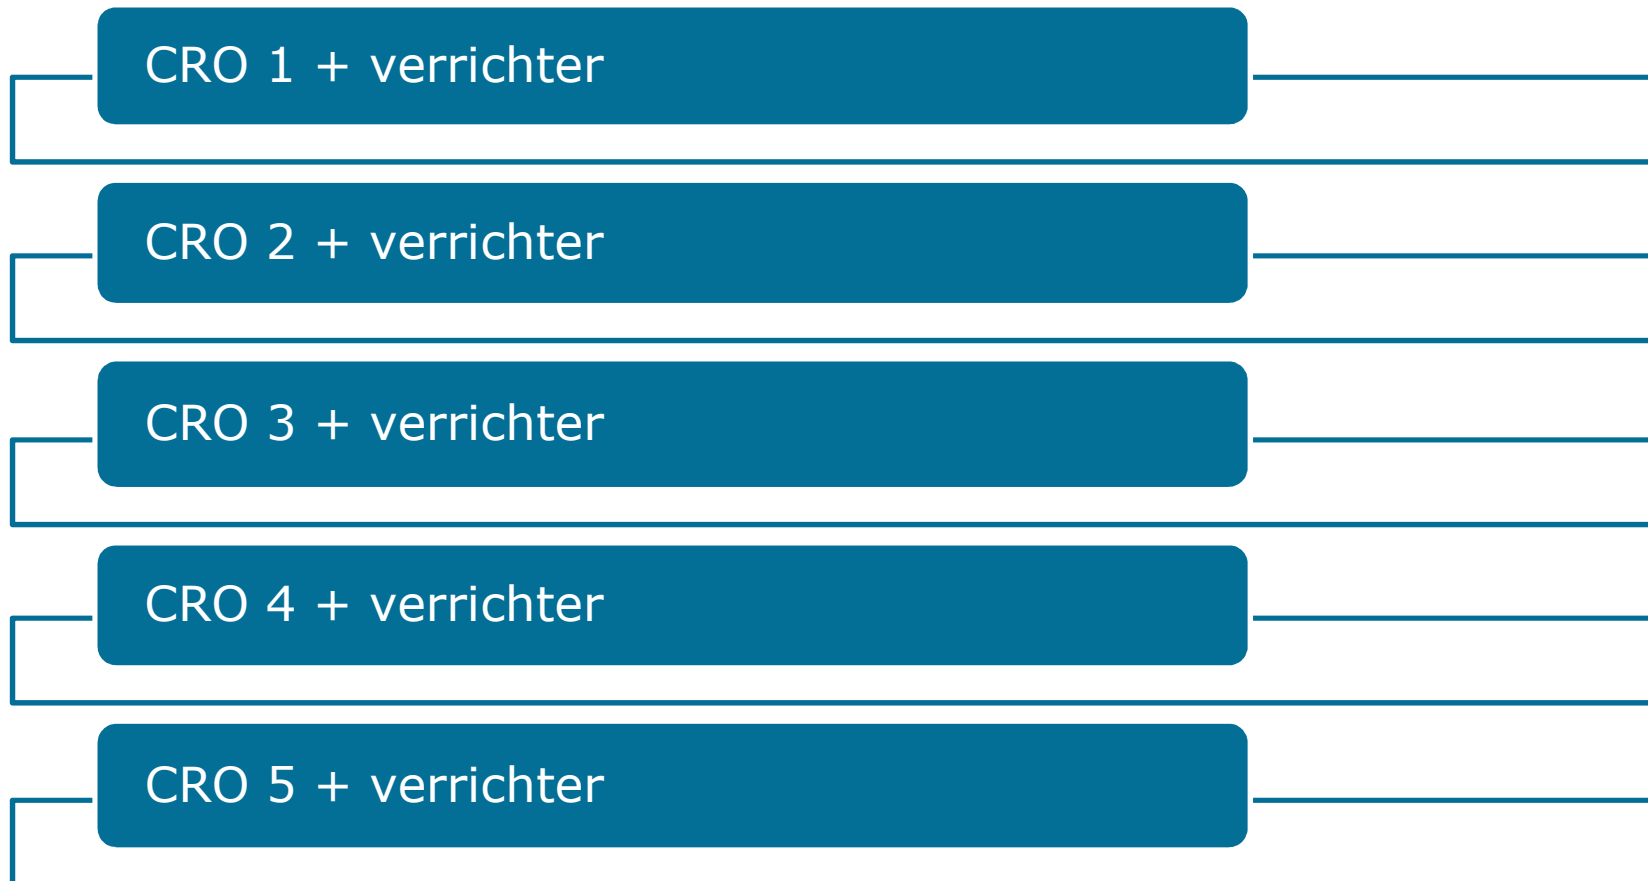 CRO 1 + verrichter
CRO 2 + verrichter
CRO 3 + verrichter
CRO 4 + verrichter
CRO 5 + verrichter